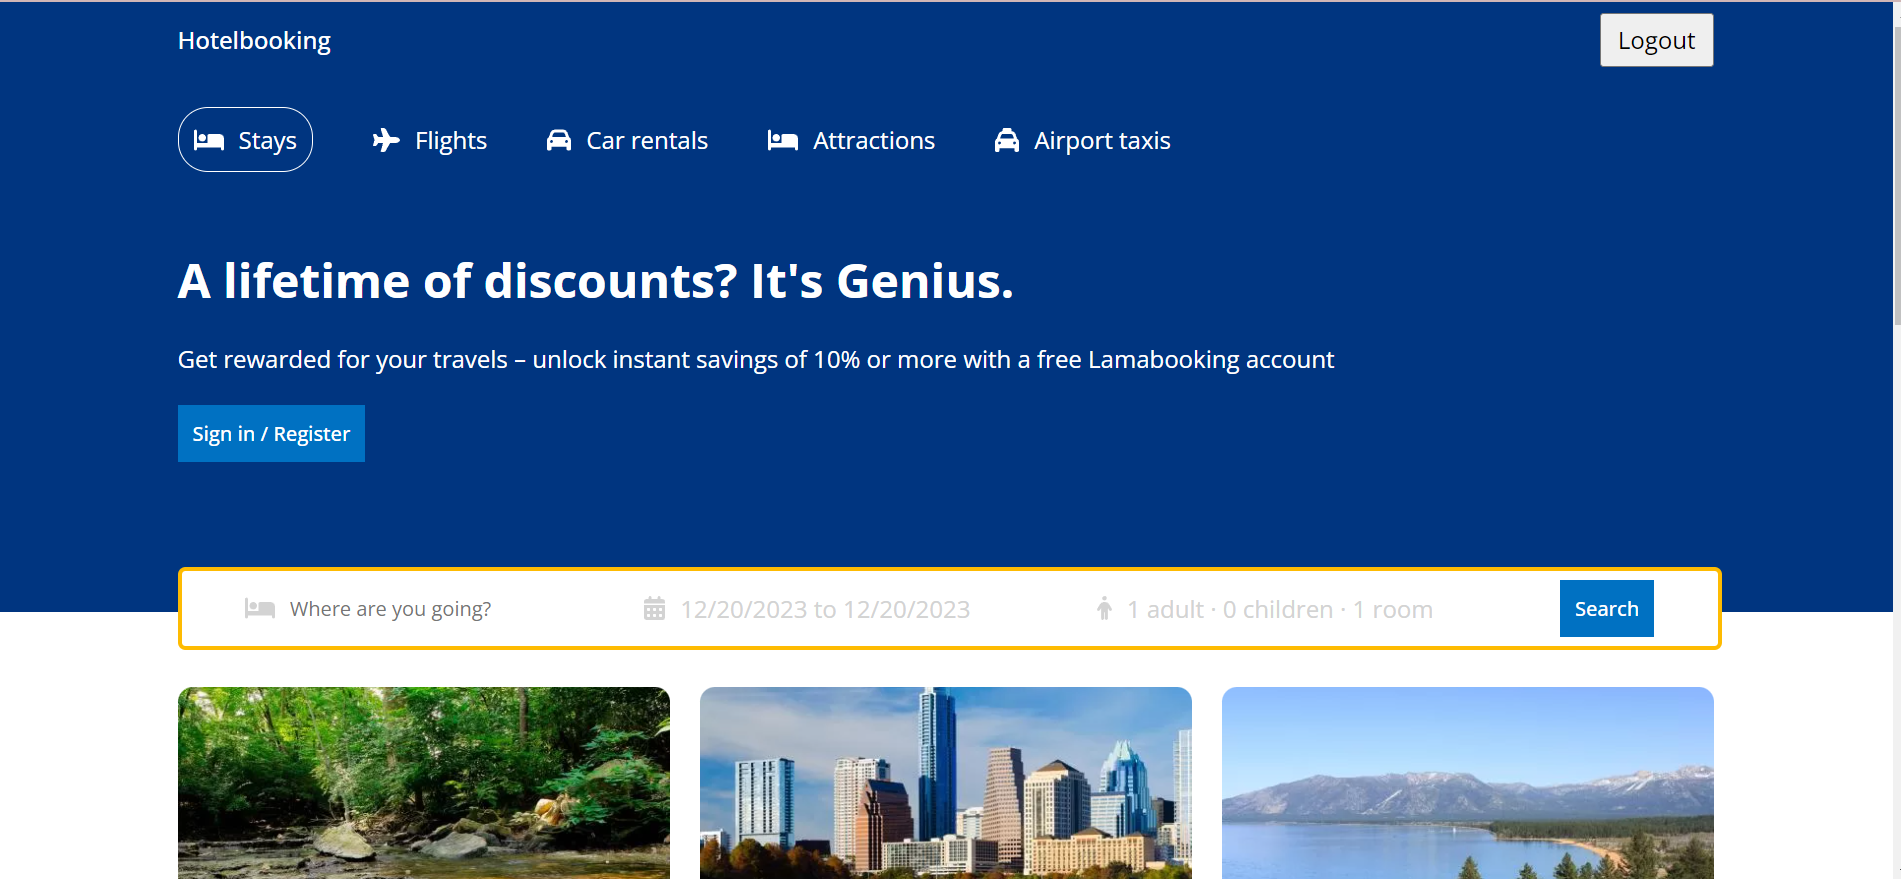 Hotelbooking
Logout
Stays
Flights
Car rentals
Attractions
Airport taxis
A lifetime of discounts? It's Genius.
Get rewarded for your travels – unlock instant savings of 10% or more with a free Lamabooking account
Sign in / Register
Where are you going?
12/20/2023 to 12/20/2023
1 adult · 0 children · 1 room
Search